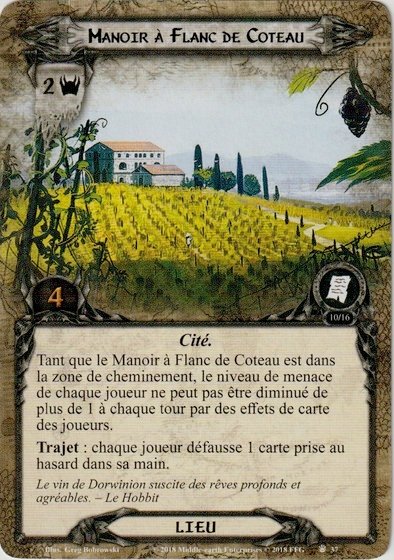 Manoir à Flanc de Coteau
2
4
10/16
Cité.
Tant que le Manoir à Flanc de Coteau est dans
la zone de cheminement, le niveau de menace
de chaque joueur ne peut pas être diminué de
plus de 1 à chaque tour par des effets de carte
des joueurs.
Trajet : chaque joueur défausse 1 carte prise au
hasard dans sa main.
Le vin de Dorwinion suscite des rêves profonds et
agréables. – Le Hobbit
LIEU
Illus. Greg Bobrowski © 2018 Middle-earth Enterprises © 2018 FFG 37